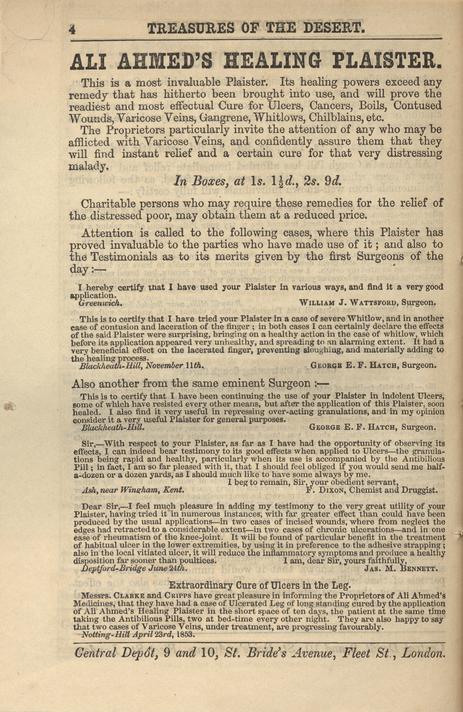 4 TREASURES OF THE DESERT.
ALI AHMED'S HEALING PLAISTER.
This is a most invaluable Plaister. Its healing powers exceed any
remedy that has hitherto been brought into use, and will prove the
readiest and most effectual Cure for Ulcers, Cancers, Boils, Contused
Wounds, Varicose Veins, Gangrene, Whitlows, Chilblains, etc.
The Proprietors particularly invite the attention of any who may be
afflicted with Varicose Veins, and confidently assure them that they
will find instant relief and a certain cure for that very distressing
malady.
In Boxes, at 1s. 1½d., 2s. 9d.
Charitable persons who may require these remedies for the relief of
the distressed poor, may obtain them at a reduced price.
Attention is called to the following cases, where this Plaister has
proved invaluable to the parties who have made use of it ; and also to
the Testimonials as to its merits given by the first Surgeons of the
day :—
I hereby certify that I have used your Plaister in various ways, and find it a very good
application.
Greenwich. WILLIAM J. WATTSFORD, Surgeon.
This is to certify that I have tried your Plaister in a case of severe Whitlow, and in another
case of contusion and laceration of the finger ; in both cases I can certainly declare the effects
of the said Plaister were surprising, bringing on a healthy action in the case of whitlow, which
before its application appeared very unhealthy, and spreading to an alarming extent. It had a
very beneficial effect on the lacerated finger, preventing sloughing, and materially adding to
the healing process.
Blackheath-Hill, November 11th. GEORGE E. F. HATCH, Surgeon.
Also another from the same eminent Surgeon :—
This is to certify that I have been continuing the use of your Plaister in indolent Ulcers,
some of which have resisted every other means, but after the application of this Plaister, soon
healed. I also find it very useful in repressing over-acting granulations, and in my opinion
consider it a very useful Plaister for general purposes.
Blackheath-Hill. GEORGE E. F. HATCH, Surgeon.
Sir,—With respect to your Plaister, as far as I have had the opportunity of observing its
effects, I can indeed bear testimony to its good effects when applied to Ulcers—the granula-
tions being rapid and healthy, particularly when its use is accompanied by the Antibilious
Pill ; in fact, I am so far pleased with it, that I should feel obliged if you would send me half-
a-dozen or a dozen yards, as I should much like to have some always by me.
I beg to remain, Sir, your obedient servant,
Ash, near Wingham, Kent. F. DIXON, Chemist and Druggist.
Dear Sir,—I feel much pleasure in adding my testimony to the very great utility of your
Plaister, having tried it in numerous instances, with far greater effect than could have been
produced by the usual applications—in two cases of incised wounds, where from neglect the
edges had retracted to a considerable extent—in two cases of chronic ulcerations—and in one
case of rheumatism of the knee-joint. It will be found of particular benefit in the treatment
of habitual ulcer in the lower extremities, by using it in preference to the adhesive strapping ;
also in local vitiated ulcer, it will reduce the inflammatory symptoms and produce a healthy
disposition far sooner than poultices. I am, dear Sir, yours faithfully,
Deptford-Bridge June 24th. JAS. M. BENNETT.
Extraordinary Cure of Ulcers in the Leg.
MESSRS. CLARKE and CRIPPS have great pleasure in informing the Proprietors of Ali Ahmed's
Medicines, that they have had a case of Ulcerated Leg of long standing cured by the application
of Ali Ahmed's Healing Plaister in the short space of ten days, the patient at the same time
taking the Antibilious Pills, two at bed-time every other night. They are also happy to say
that two cases of Varicose Veins, under treatment, are progressing favourably.
Notting-Hill April 23rd, 1853.
Central Depôt, 9 and 10, St. Bride's Avenue, Fleet St., London.